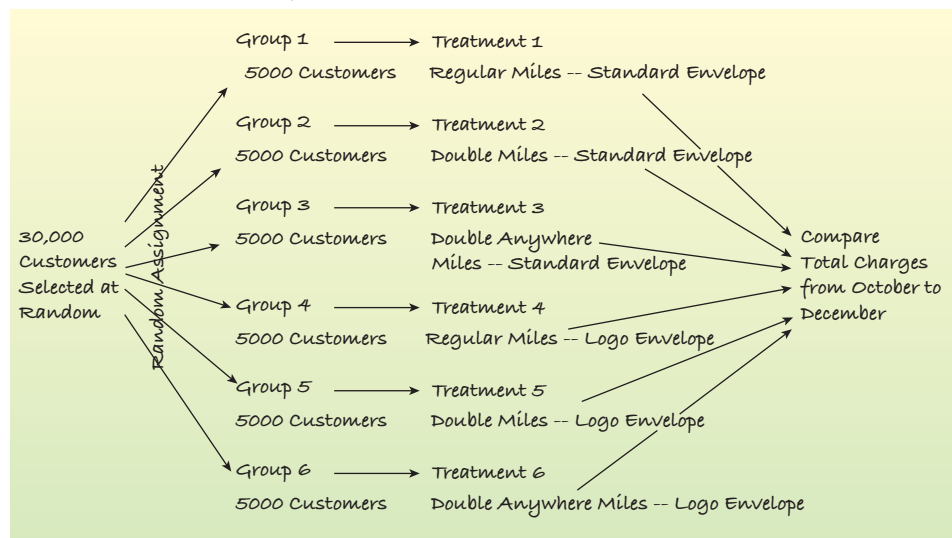 30,000
Customers
Selected at
Random
Random Assignment
Group 1
5000 Customers
Treatment 1
Regular Miles -- Standard Envelope
Group 2
5000 Customers
Treatment 2
Double Miles -- Standard Envelope
Group 3
5000 Customers
Treatment 3
Double Anywhere
Miles -- Standard Envelope
Group 4
5000 Customers
Treatment 4
Regular Miles -- Logo Envelope
Group 5
5000 Customers
Treatment 5
Double Miles -- Logo Envelope
Group 6
5000 Customers
Treatment 6
Double Anywhere Miles -- Logo Envelope
Compare
Total Charges
from October to
December